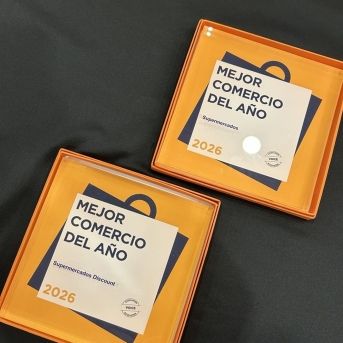 MEJOR
COMERCIO
DEL AÑO
Supermercados
2026
MEJOR
COMERCIO
DEL AÑO
Supermercados Discount
2026